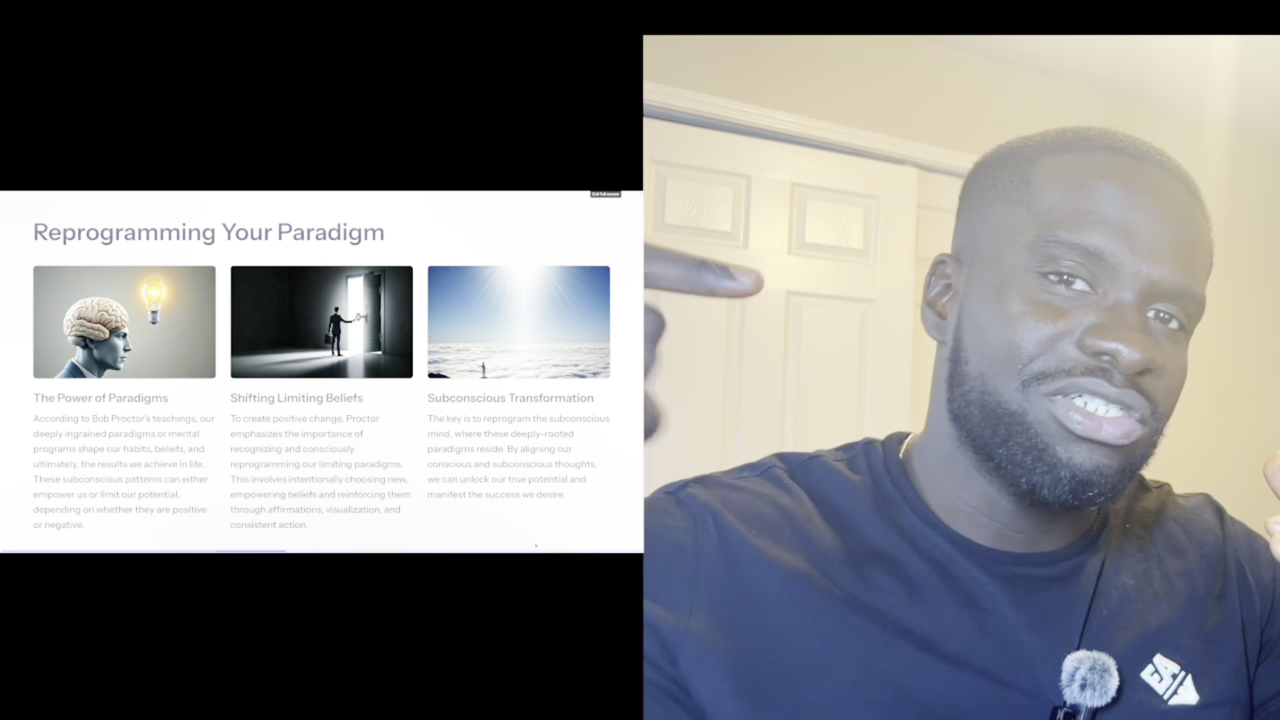 Exit full screen
Reprogramming Your Paradigm
The Power of Paradigms
According to Bob Proctor's teachings, our
deeply ingrained paradigms or mental
programs shape our habits, beliefs, and
ultimately, the results we achieve in life.
These subconscious patterns can either
empower us or limit our potential,
depending on whether they are positive
or negative.
Shifting Limiting Beliefs
To create positive change, Proctor
emphasizes the importance of
recognizing and consciously
reprogramming our limiting paradigms.
This involves intentionally choosing new,
empowering beliefs and reinforcing them
through affirmations, visualization, and
consistent action.
Subconscious Transformation
The key is to reprogram the subconscious
mind, where these deeply-rooted
paradigms reside. By aligning our
conscious and subconscious thoughts,
we can unlock our true potential and
manifest the success we desire.